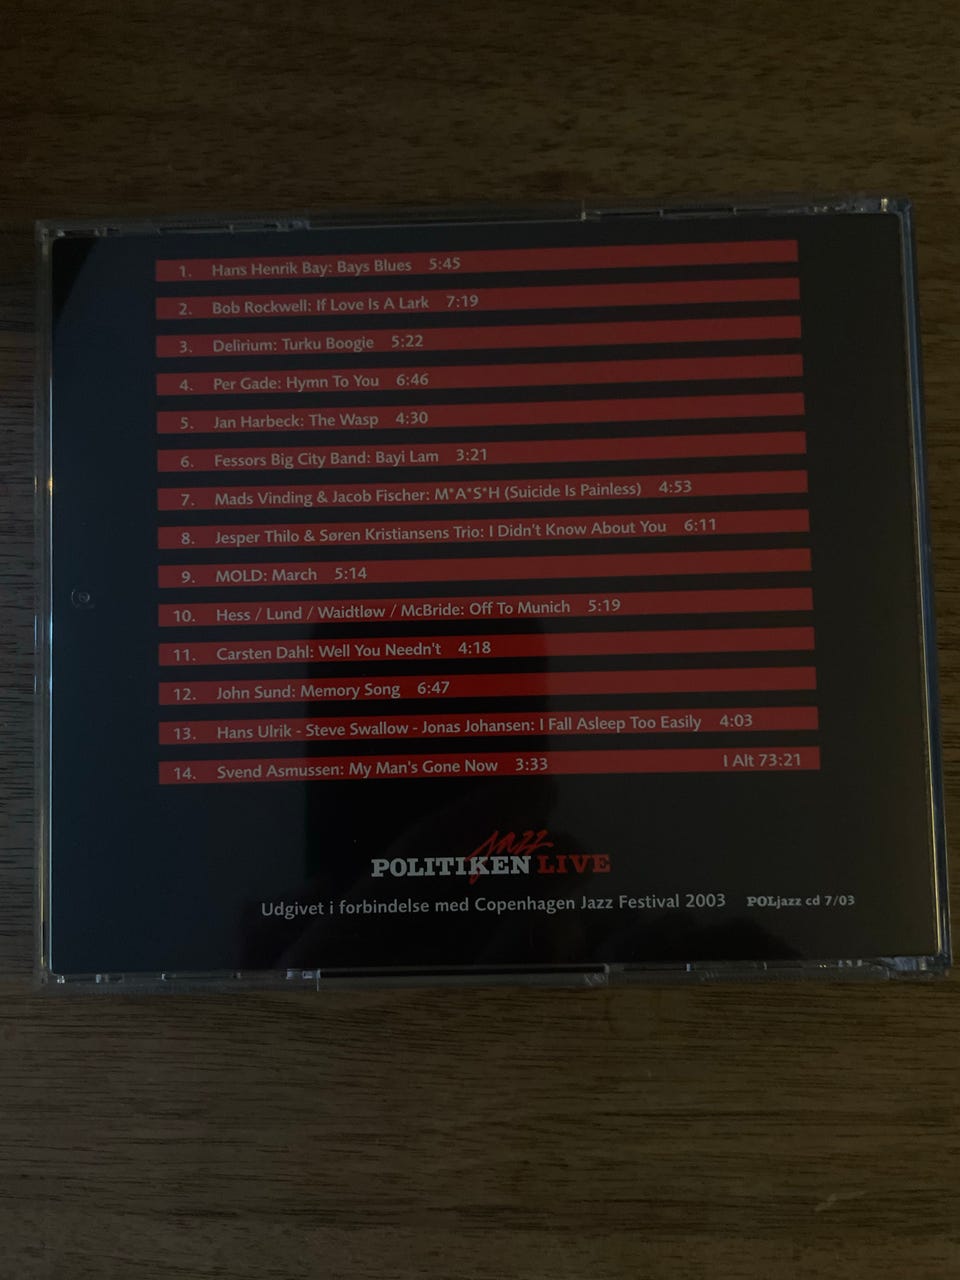 1. Hans Henrik Bay: Bays Blues 5:45
2. Bob Rockwell: If Love Is A Lark 7:19
3. Delirium: Turku Boogie 5:22
4. Per Gade: Hymn To You 6:46
5. Jan Harbeck: The Wasp 4:30
6. Fessors Big City Band: Bayi Lam 3:21
7. Mads Vinding & Jacob Fischer: M*A*S*H (Suicide Is Painless) 4:53
8. Jesper Thilo & Søren Kristiansens Trio: I Didn't Know About You 6:11
9. MOLD: March 5:14
10. Hess / Lund / Waidtløw / McBride: Off To Munich 5:19
11. Carsten Dahl: Well You Needn't 4:18
12. John Sund: Memory Song 6:47
13. Hans Ulrik - Steve Swallow - Jonas Johansen: I Fall Asleep Too Easily 4:03
14. Svend Asmussen: My Man's Gone Now 3:33 I Alt 73:21
jazz
POLITIKEN LIVE
Udgivet i forbindelse med Copenhagen Jazz Festival 2003 POLjazz cd 7/03